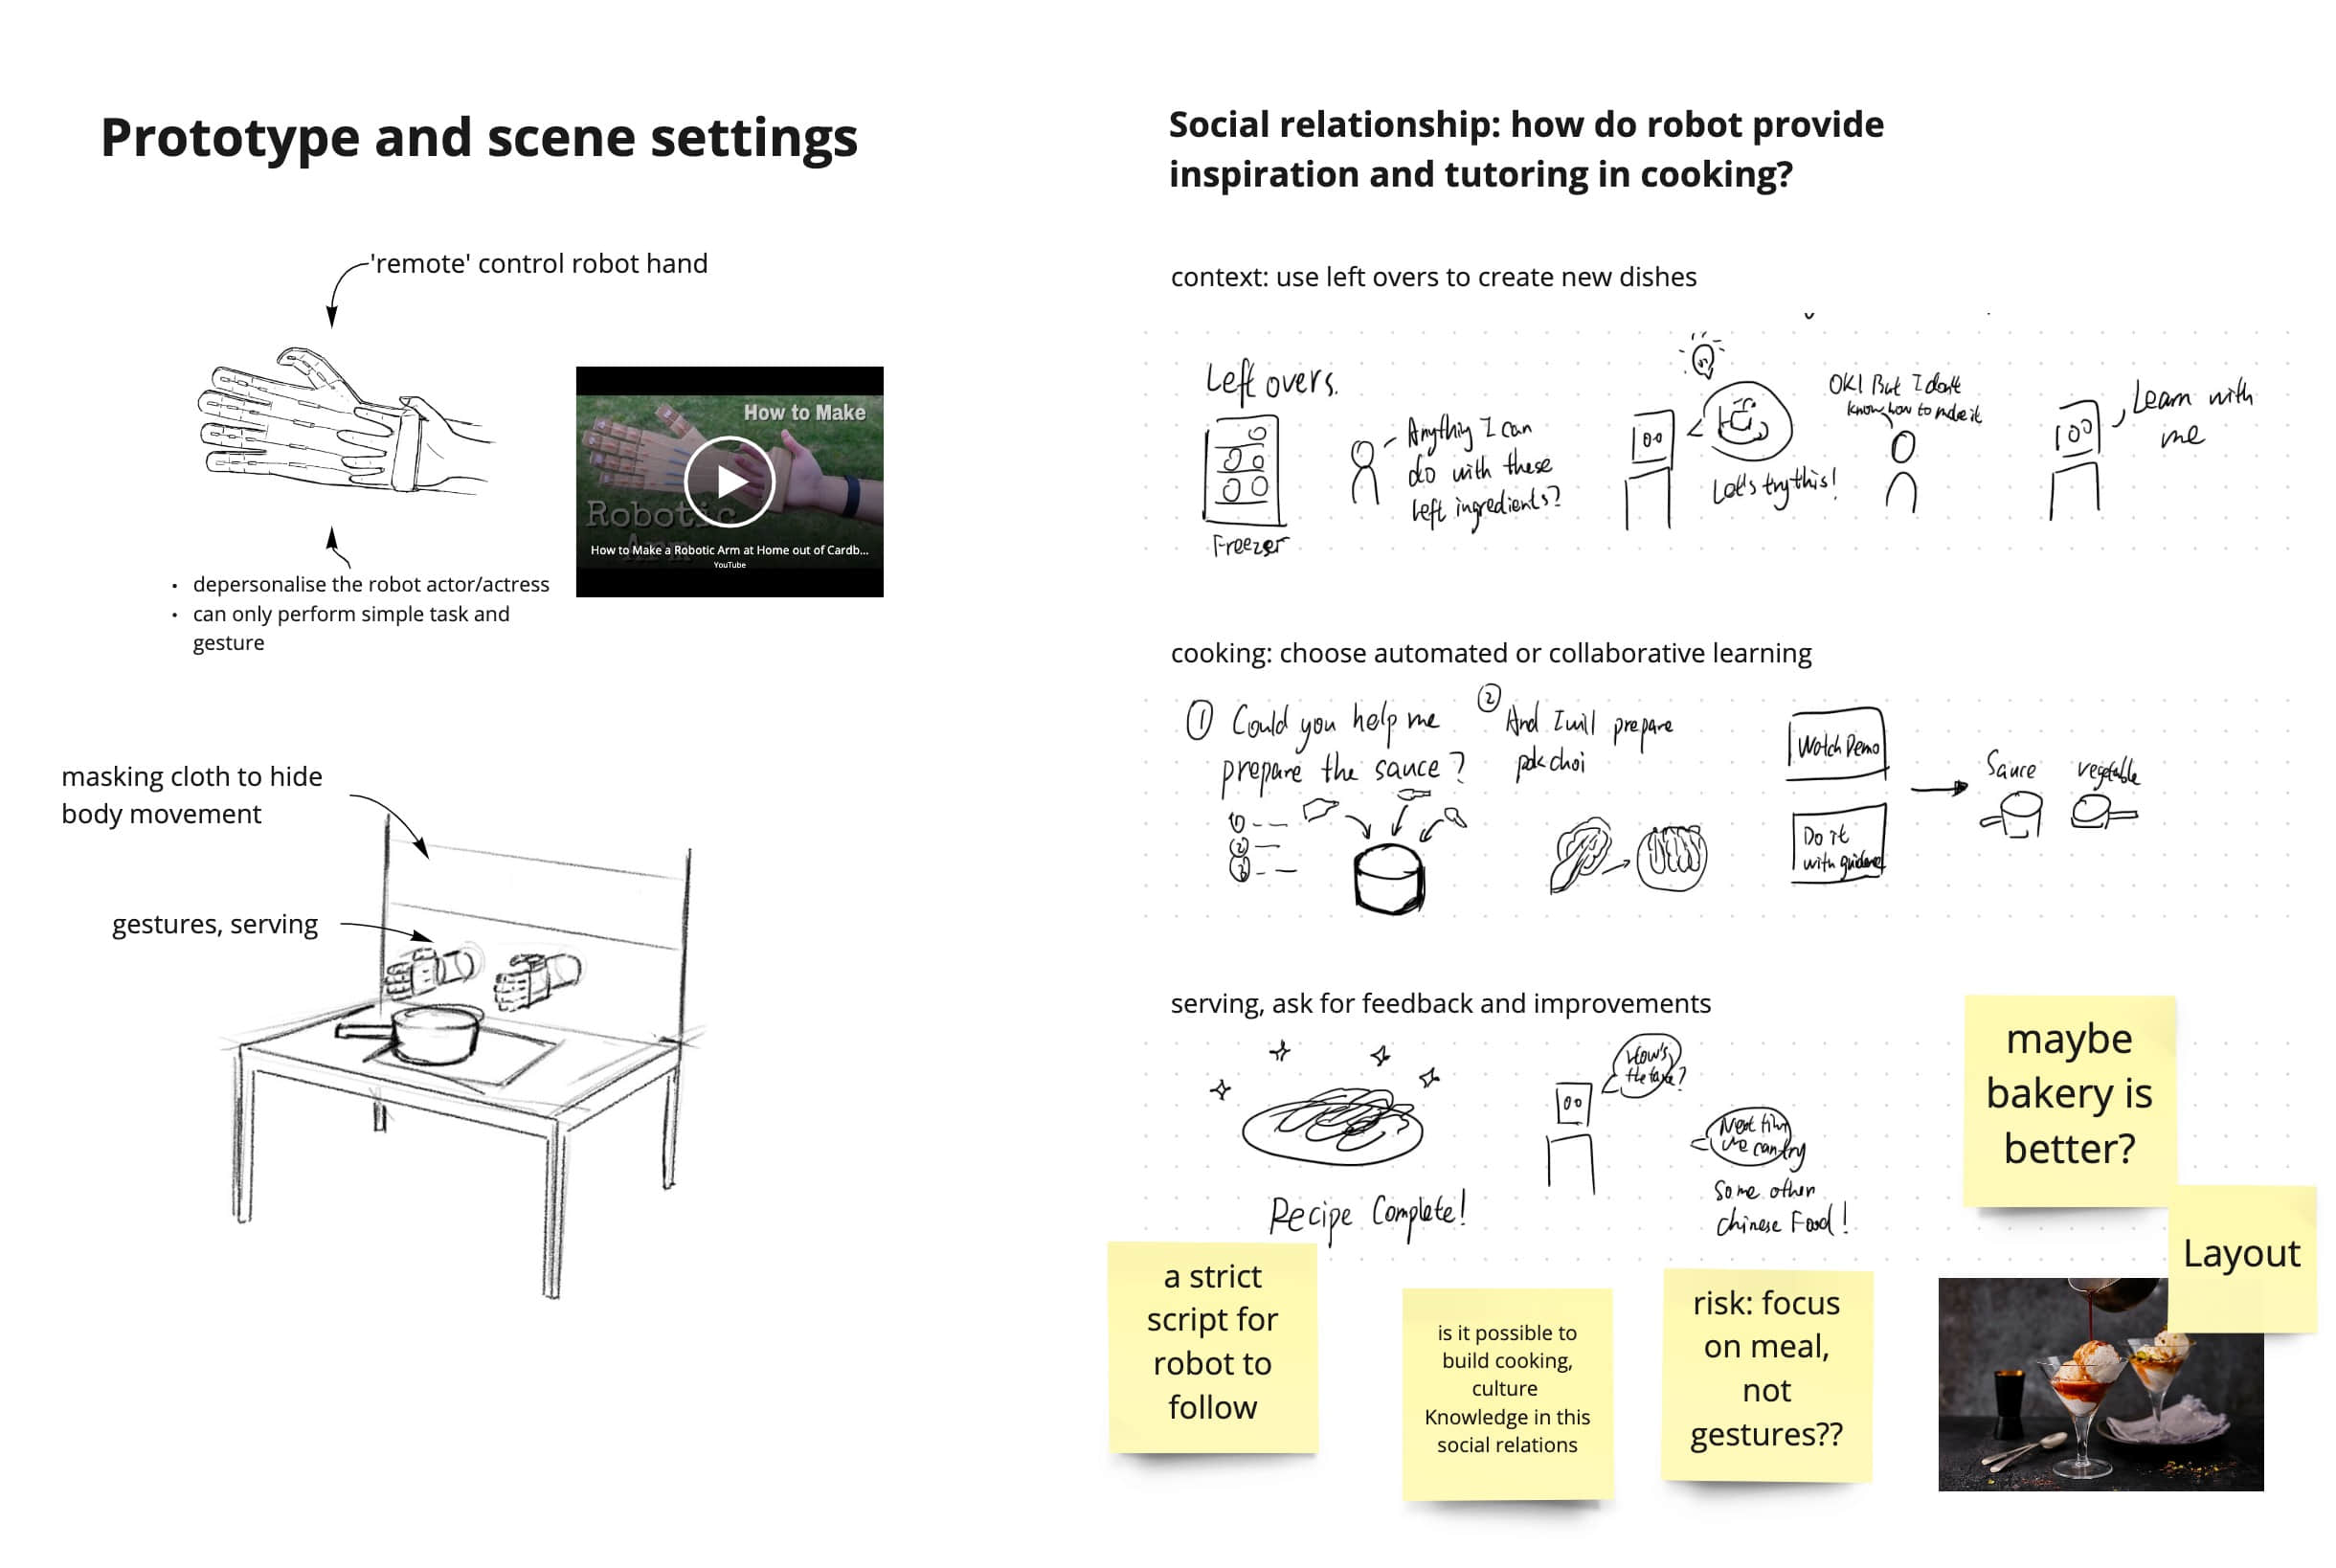 Prototype and scene settings
'remote' control robot hand
How to Make
Robotic
Arm
How to Make a Robotic Arm at Home out of Cardb...
YouTube
• depersonalise the robot actor/actress
• can only perform simple task and
gesture
masking cloth to hide
body movement
gestures, serving
Social relationship: how do robot provide
inspiration and tutoring in cooking?
context: use left overs to create new dishes
Left overs.
Freezer
Anything I can
do with these
left ingredients?
Let's try this!
OK! But I don't
know how to make it
Learn with
me
cooking: choose automated or collaborative learning
① Could you help me
prepare the sauce?
1
2
3
② And I will prepare
pok choi
Watch Demo
Do it
with guidance
Sauce
vegetable
serving, ask for feedback and improvements
Recipe Complete!
How's
the taste?
Next time
we can try
Some other
Chinese Food!
maybe
bakery is
better?
Layout
a strict
script for
robot to
follow
is it possible to
build cooking,
culture
Knowledge in this
social relations
risk: focus
on meal,
not
gestures??